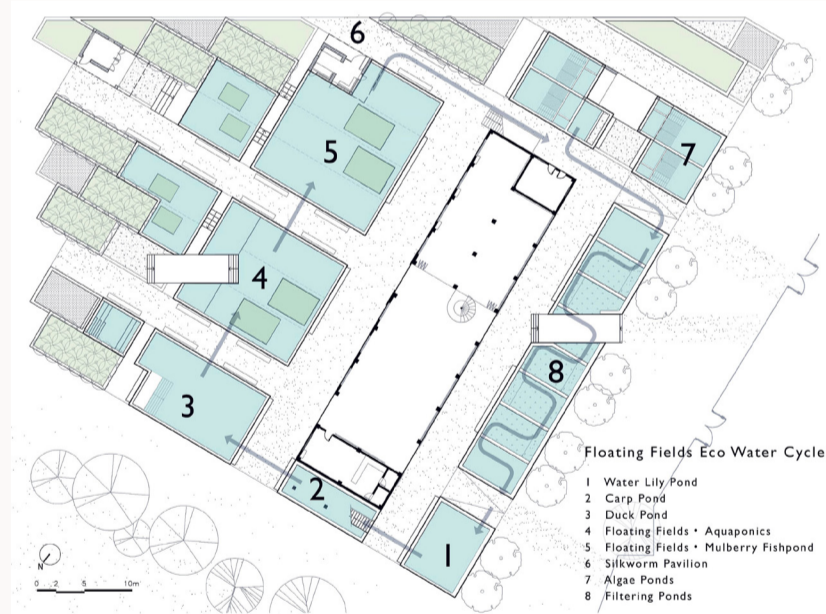 6
5
7
4
8
3
2
1
Floating Fields Eco Water Cycle
1 Water Lily Pond
2 Carp Pond
3 Duck Pond
4 Floating Fields • Aquaponics
5 Floating Fields • Mulberry Fishpond
6 Silkworm Pavilion
7 Algae Ponds
8 Filtering Ponds
N
0 2 5 10m